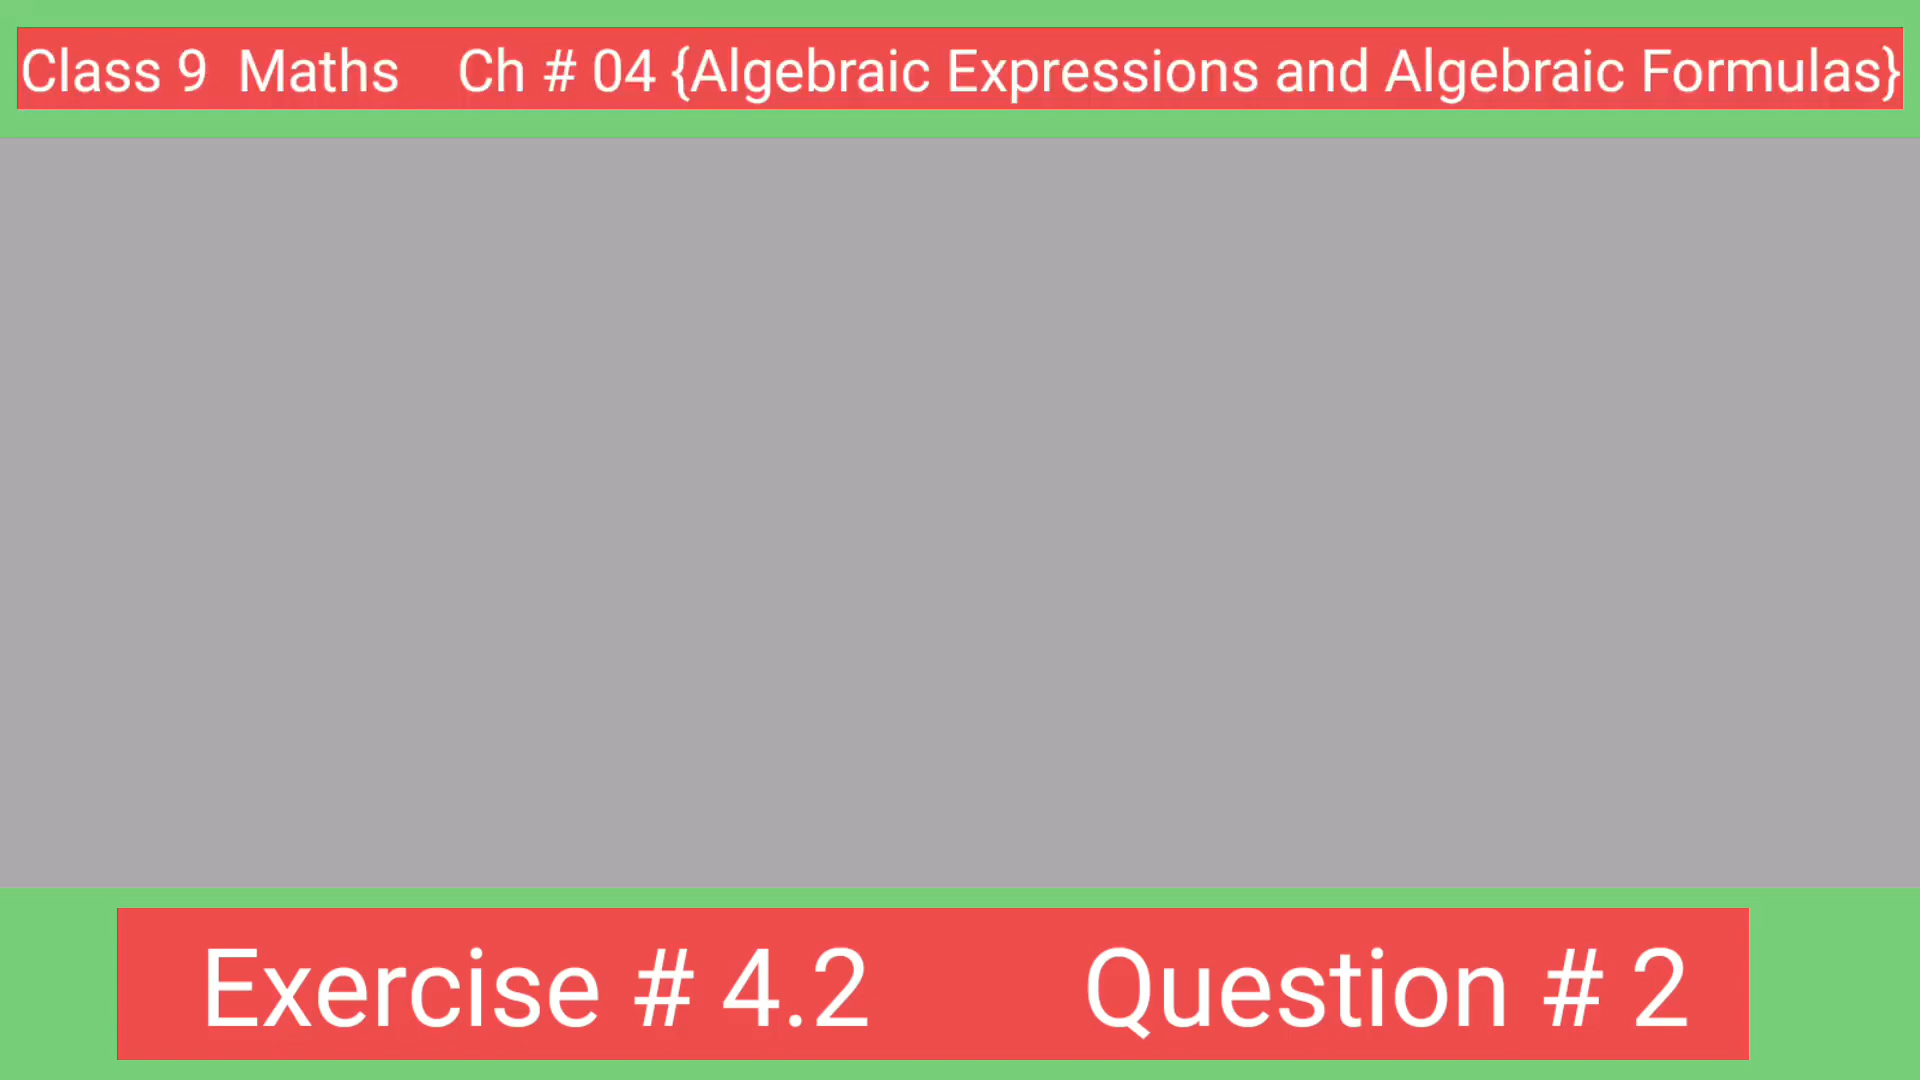 Class 9 Maths Ch # 04 {Algebraic Expressions and Algebraic Formulas}
Exercise # 4.2 Question # 2